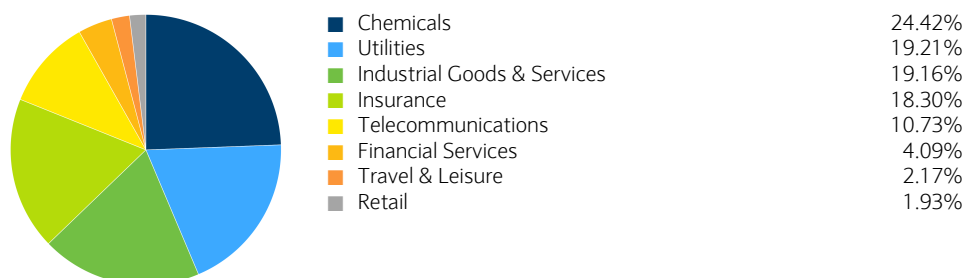 Chemicals 24.42%
Utilities 19.21%
Industrial Goods & Services 19.16%
Insurance 18.30%
Telecommunications 10.73%
Financial Services 4.09%
Travel & Leisure 2.17%
Retail 1.93%